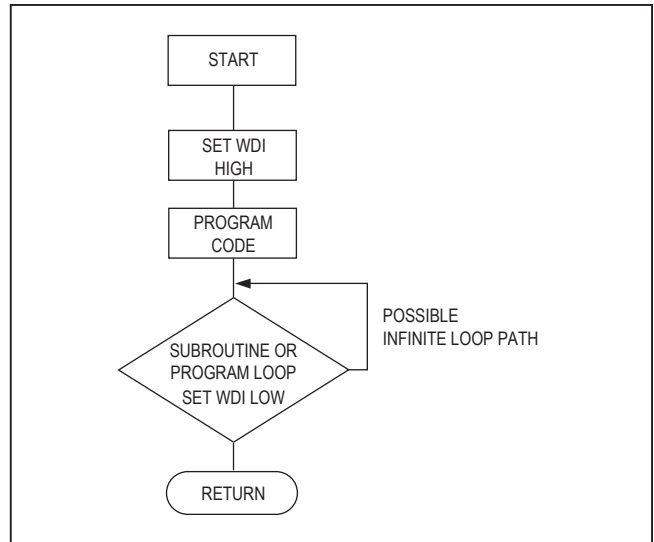 START
SET WDI
HIGH
PROGRAM
CODE
POSSIBLE
INFINITE LOOP PATH
SUBROUTINE OR
PROGRAM LOOP
SET WDI LOW
RETURN